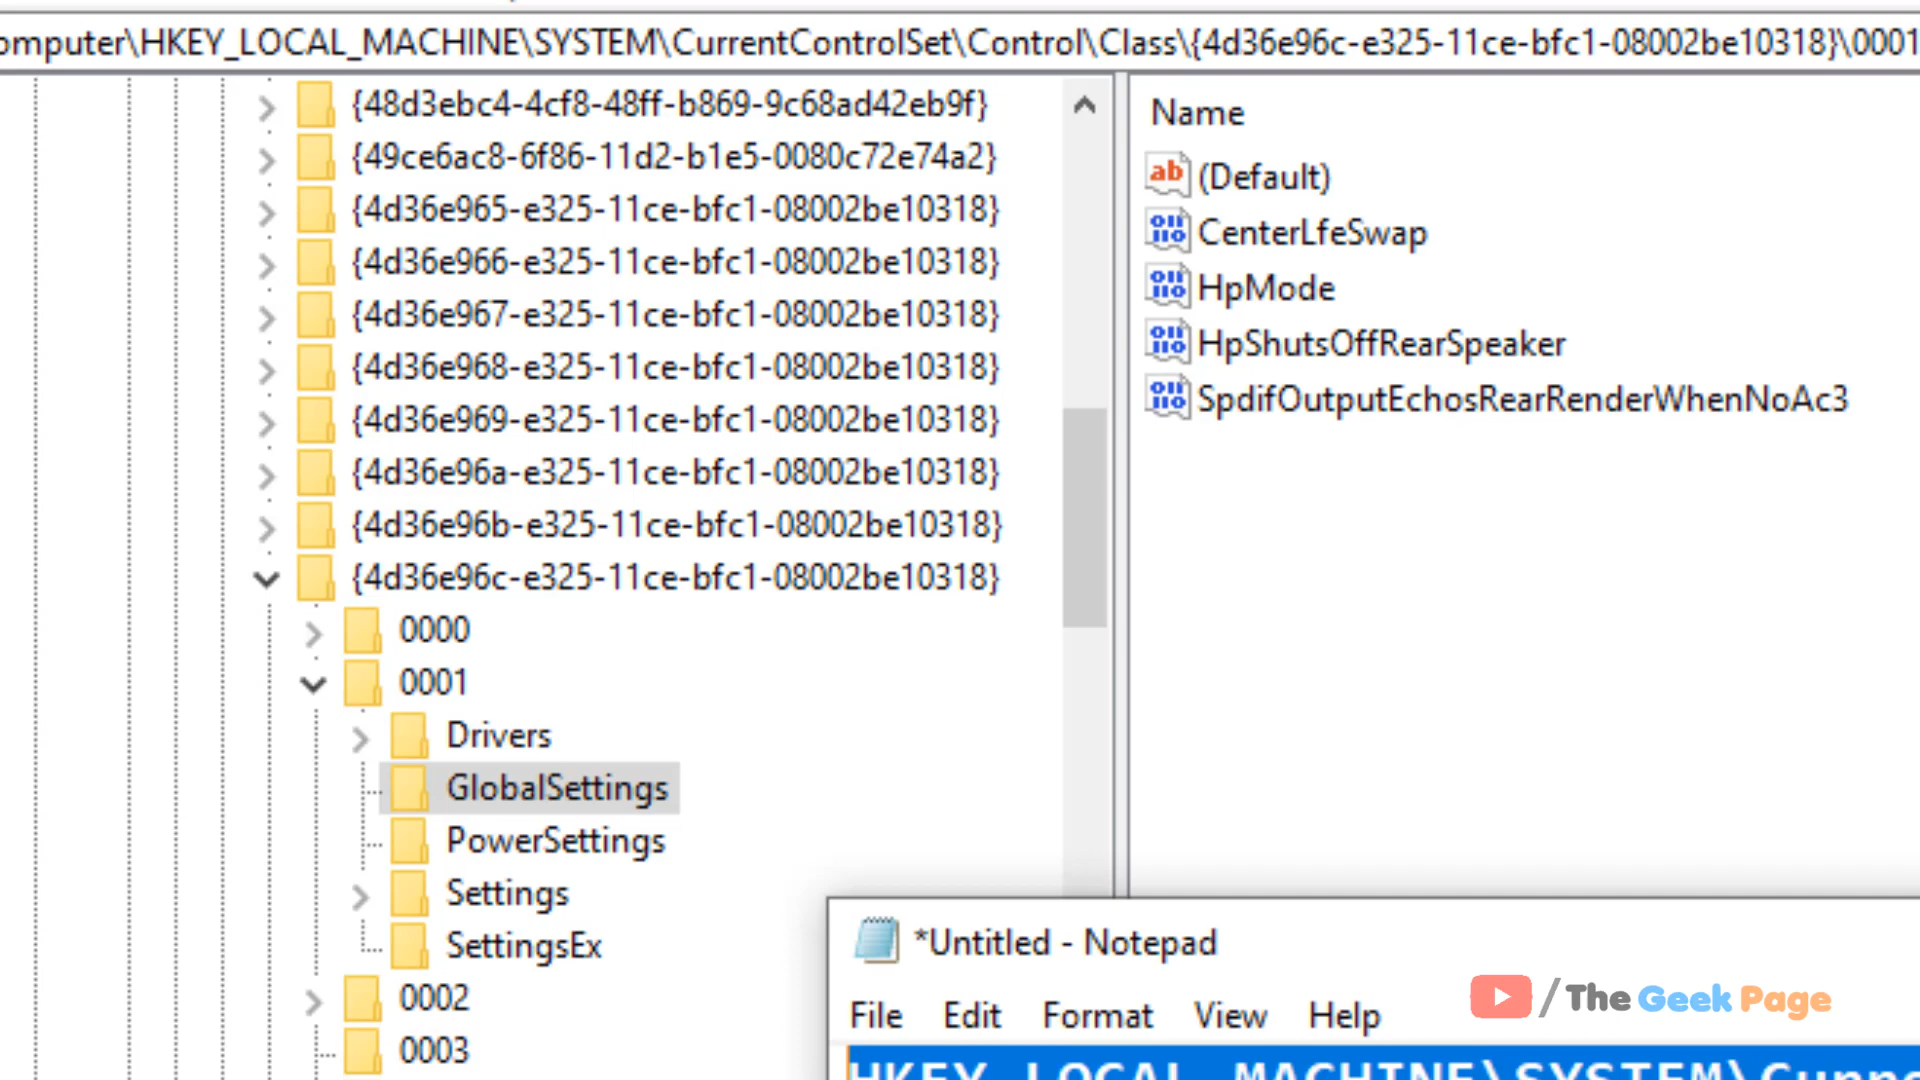 omputer\HKEY_LOCAL_MACHINE\SYSTEM\CurrentControlSet\Control\Class\{4d36e96c-e325-11ce-bfc1-08002be10318}\0001
{48d3ebc4-4cf8-48ff-b869-9c68ad42eb9f}
{49ce6ac8-6f86-11d2-b1e5-0080c72e74a2}
{4d36e965-e325-11ce-bfc1-08002be10318}
{4d36e966-e325-11ce-bfc1-08002be10318}
{4d36e967-e325-11ce-bfc1-08002be10318}
{4d36e968-e325-11ce-bfc1-08002be10318}
{4d36e969-e325-11ce-bfc1-08002be10318}
{4d36e96a-e325-11ce-bfc1-08002be10318}
{4d36e96b-e325-11ce-bfc1-08002be10318}
{4d36e96c-e325-11ce-bfc1-08002be10318}
0000
0001
Drivers
GlobalSettings
PowerSettings
Settings
SettingsEx
0002
0003
Name
(Default)
CenterLfeSwap
HpMode
HpShutsOffRearSpeaker
SpdifOutputEchosRearRenderWhenNoAc3
*Untitled - Notepad
File Edit Format View Help
/The Geek Page
HKEY_LOCAL_MACHINE\SYSTEM\